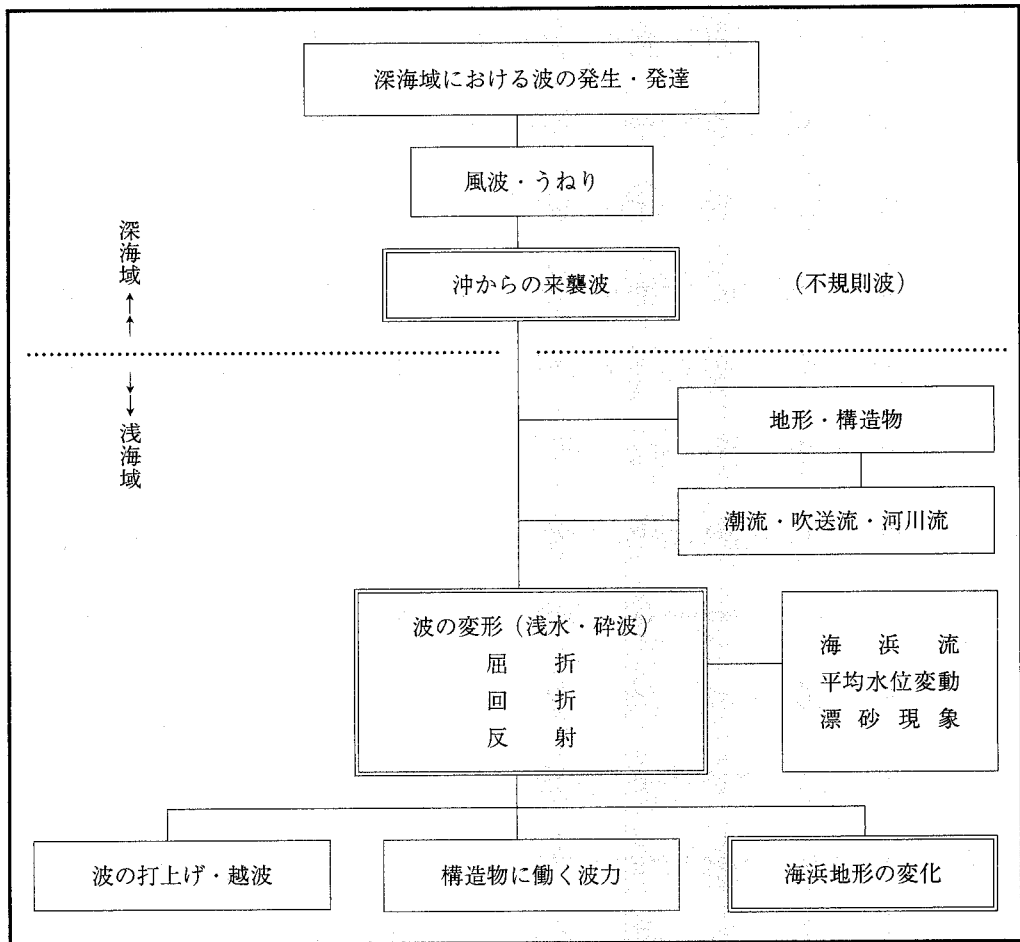 深海域における波の発生・発達
風波・うねり
深海域
沖からの来襲波
(不規則波)
浅海域
地形・構造物
潮流・吹送流・河川流
波の変形(浅水・砕波)
屈 折
回 折
反 射
海 浜 流
平均水位変動
漂 砂 現 象
波の打上げ・越波
構造物に働く波力
海浜地形の変化